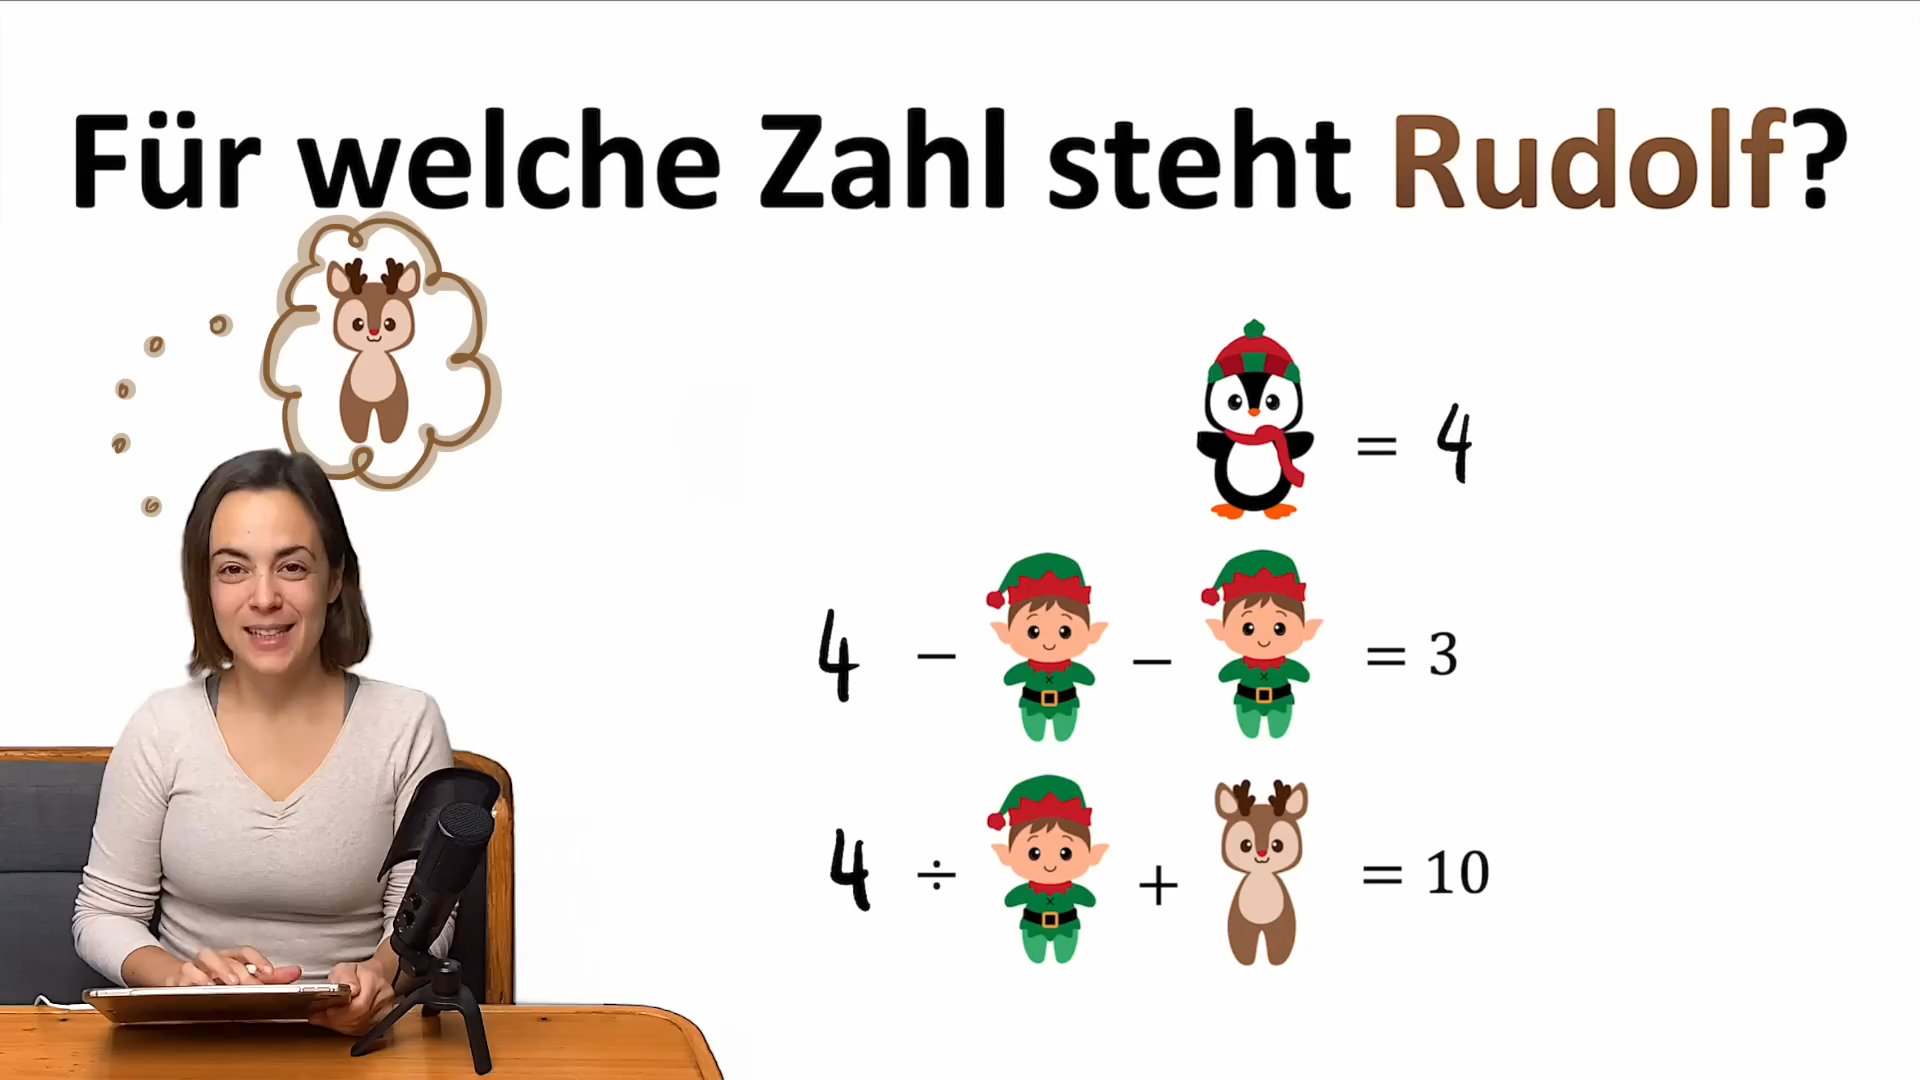 Für welche Zahl steht Rudolf?
= 4
4 − − = 3
4 ÷ + = 10